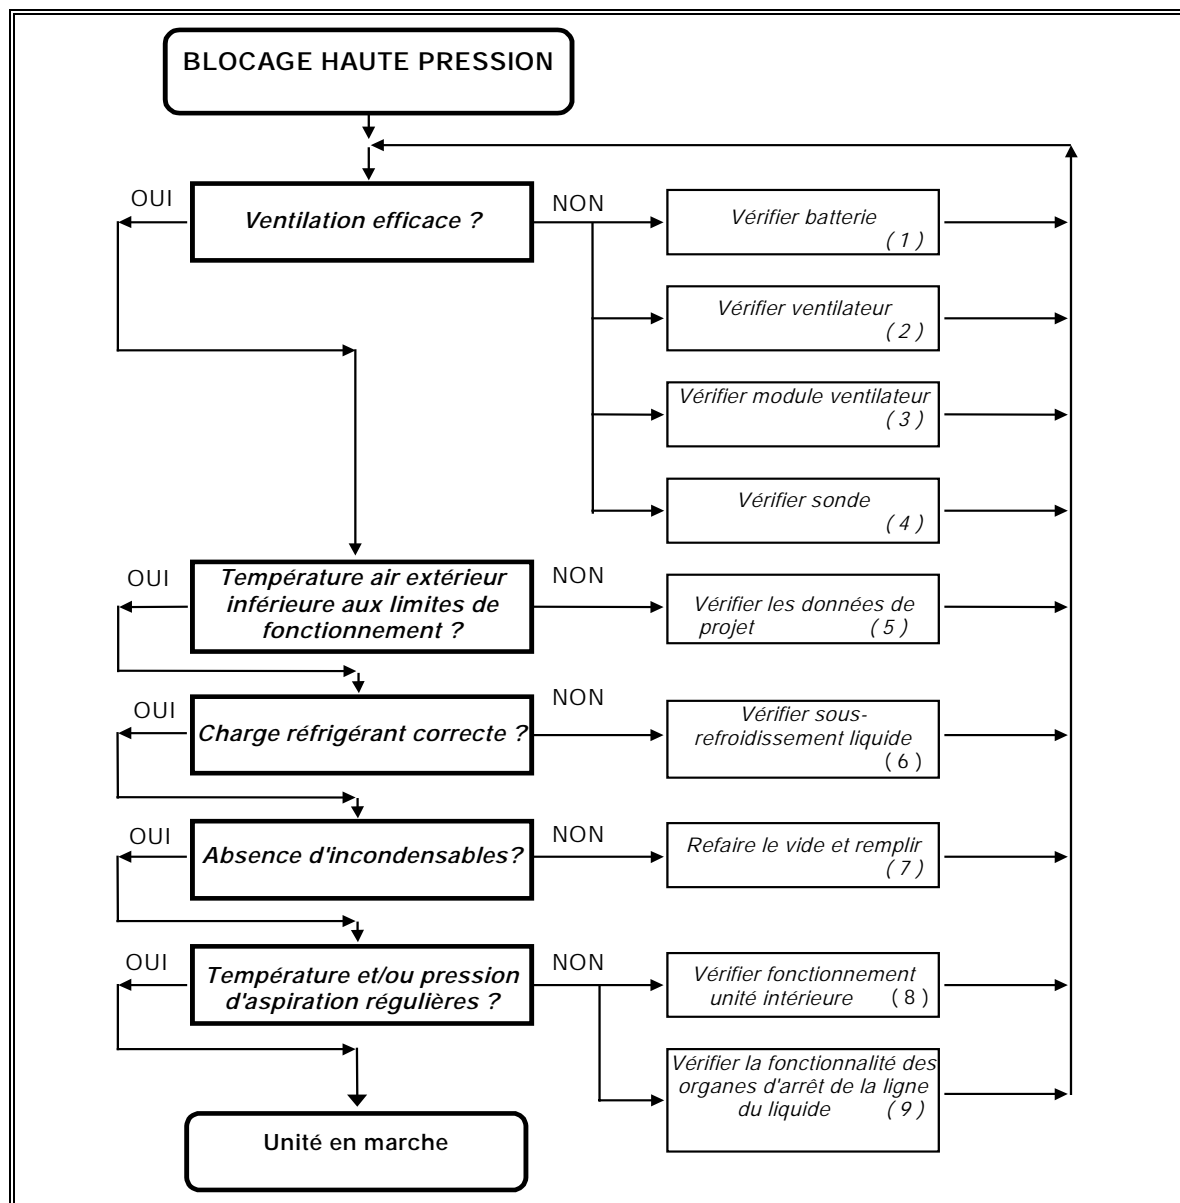 BLOCAGE HAUTE PRESSION
OUI
Ventilation efficace ?
NON
Vérifier batterie
(1)
Vérifier ventilateur
(2)
Vérifier module ventilateur
(3)
Vérifier sonde
(4)
OUI
Température air extérieur
inférieure aux limites de
fonctionnement ?
NON
Vérifier les données de
projet (5)
OUI
Charge réfrigérant correcte ?
NON
Vérifier sous-
refroidissement liquide
(6)
OUI
Absence d'incondensables?
NON
Refaire le vide et remplir
(7)
OUI
Température et/ou pression
d'aspiration régulières ?
NON
Vérifier fonctionnement
unité intérieure (8)
Vérifier la fonctionnalité des
organes d'arrêt de la ligne
du liquide (9)
Unité en marche